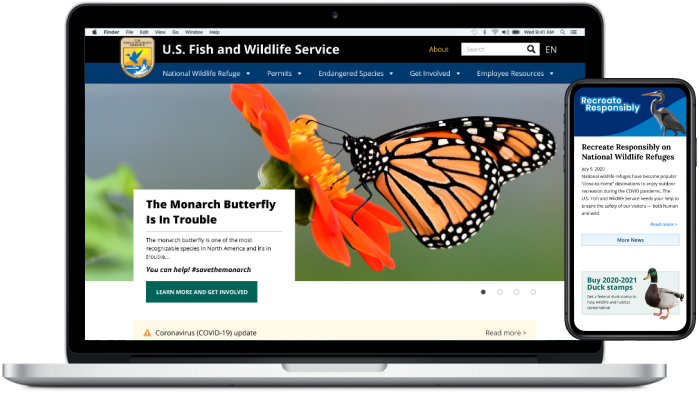 Finder File Edit View Go Window Help
Wed 9:41 AM
U.S. Fish and Wildlife Service
About
Search
EN
National Wildlife Refuge Permits Endangered Species Get Involved Employee Resources
The Monarch Butterfly
Is In Trouble
The monarch butterfly is one of the most
recognizable species in North America and it's in
trouble...
You can help! #savethemonarch
LEARN MORE AND GET INVOLVED
Coronavirus (COVID-19) update
Read more >
Recreate
Responsibly
Recreate Responsibly on
National Wildlife Refuges
July 9, 2020
National wildlife refuges have become popular
"close-to-home" destinations to enjoy outdoor
recreation during the COVID pandemic. The
U.S. Fish and Wildlife Service needs your help to
ensure the safety of our visitors — both human
and wild.
Read more >
More News
Buy 2020-2021
Duck stamps
Get a federal duck stamp to
help wildlife and habitat
conservation